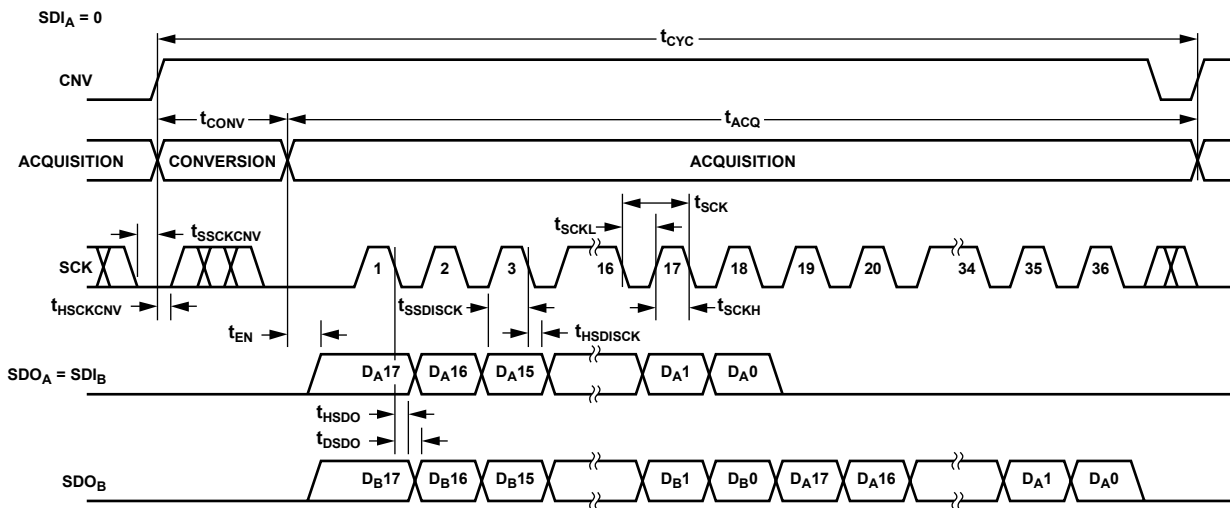 SDIA = 0
tCYC
CNV
tCONV
tACQ
ACQUISITION
CONVERSION
ACQUISITION
tSCK
tSCKL
tSSCKCNV
SCK
1
2
3
16
17
18
19
20
34
35
36
tHSCKCNV
tSSDISCK
tSCKH
tEN
tHSDISCK
SDOA = SDIB
DA17
DA16
DA15
DA1
DA0
tHSDO
tDSDO
SDOB
DB17
DB16
DB15
DB1
DB0
DA17
DA16
DA1
DA0